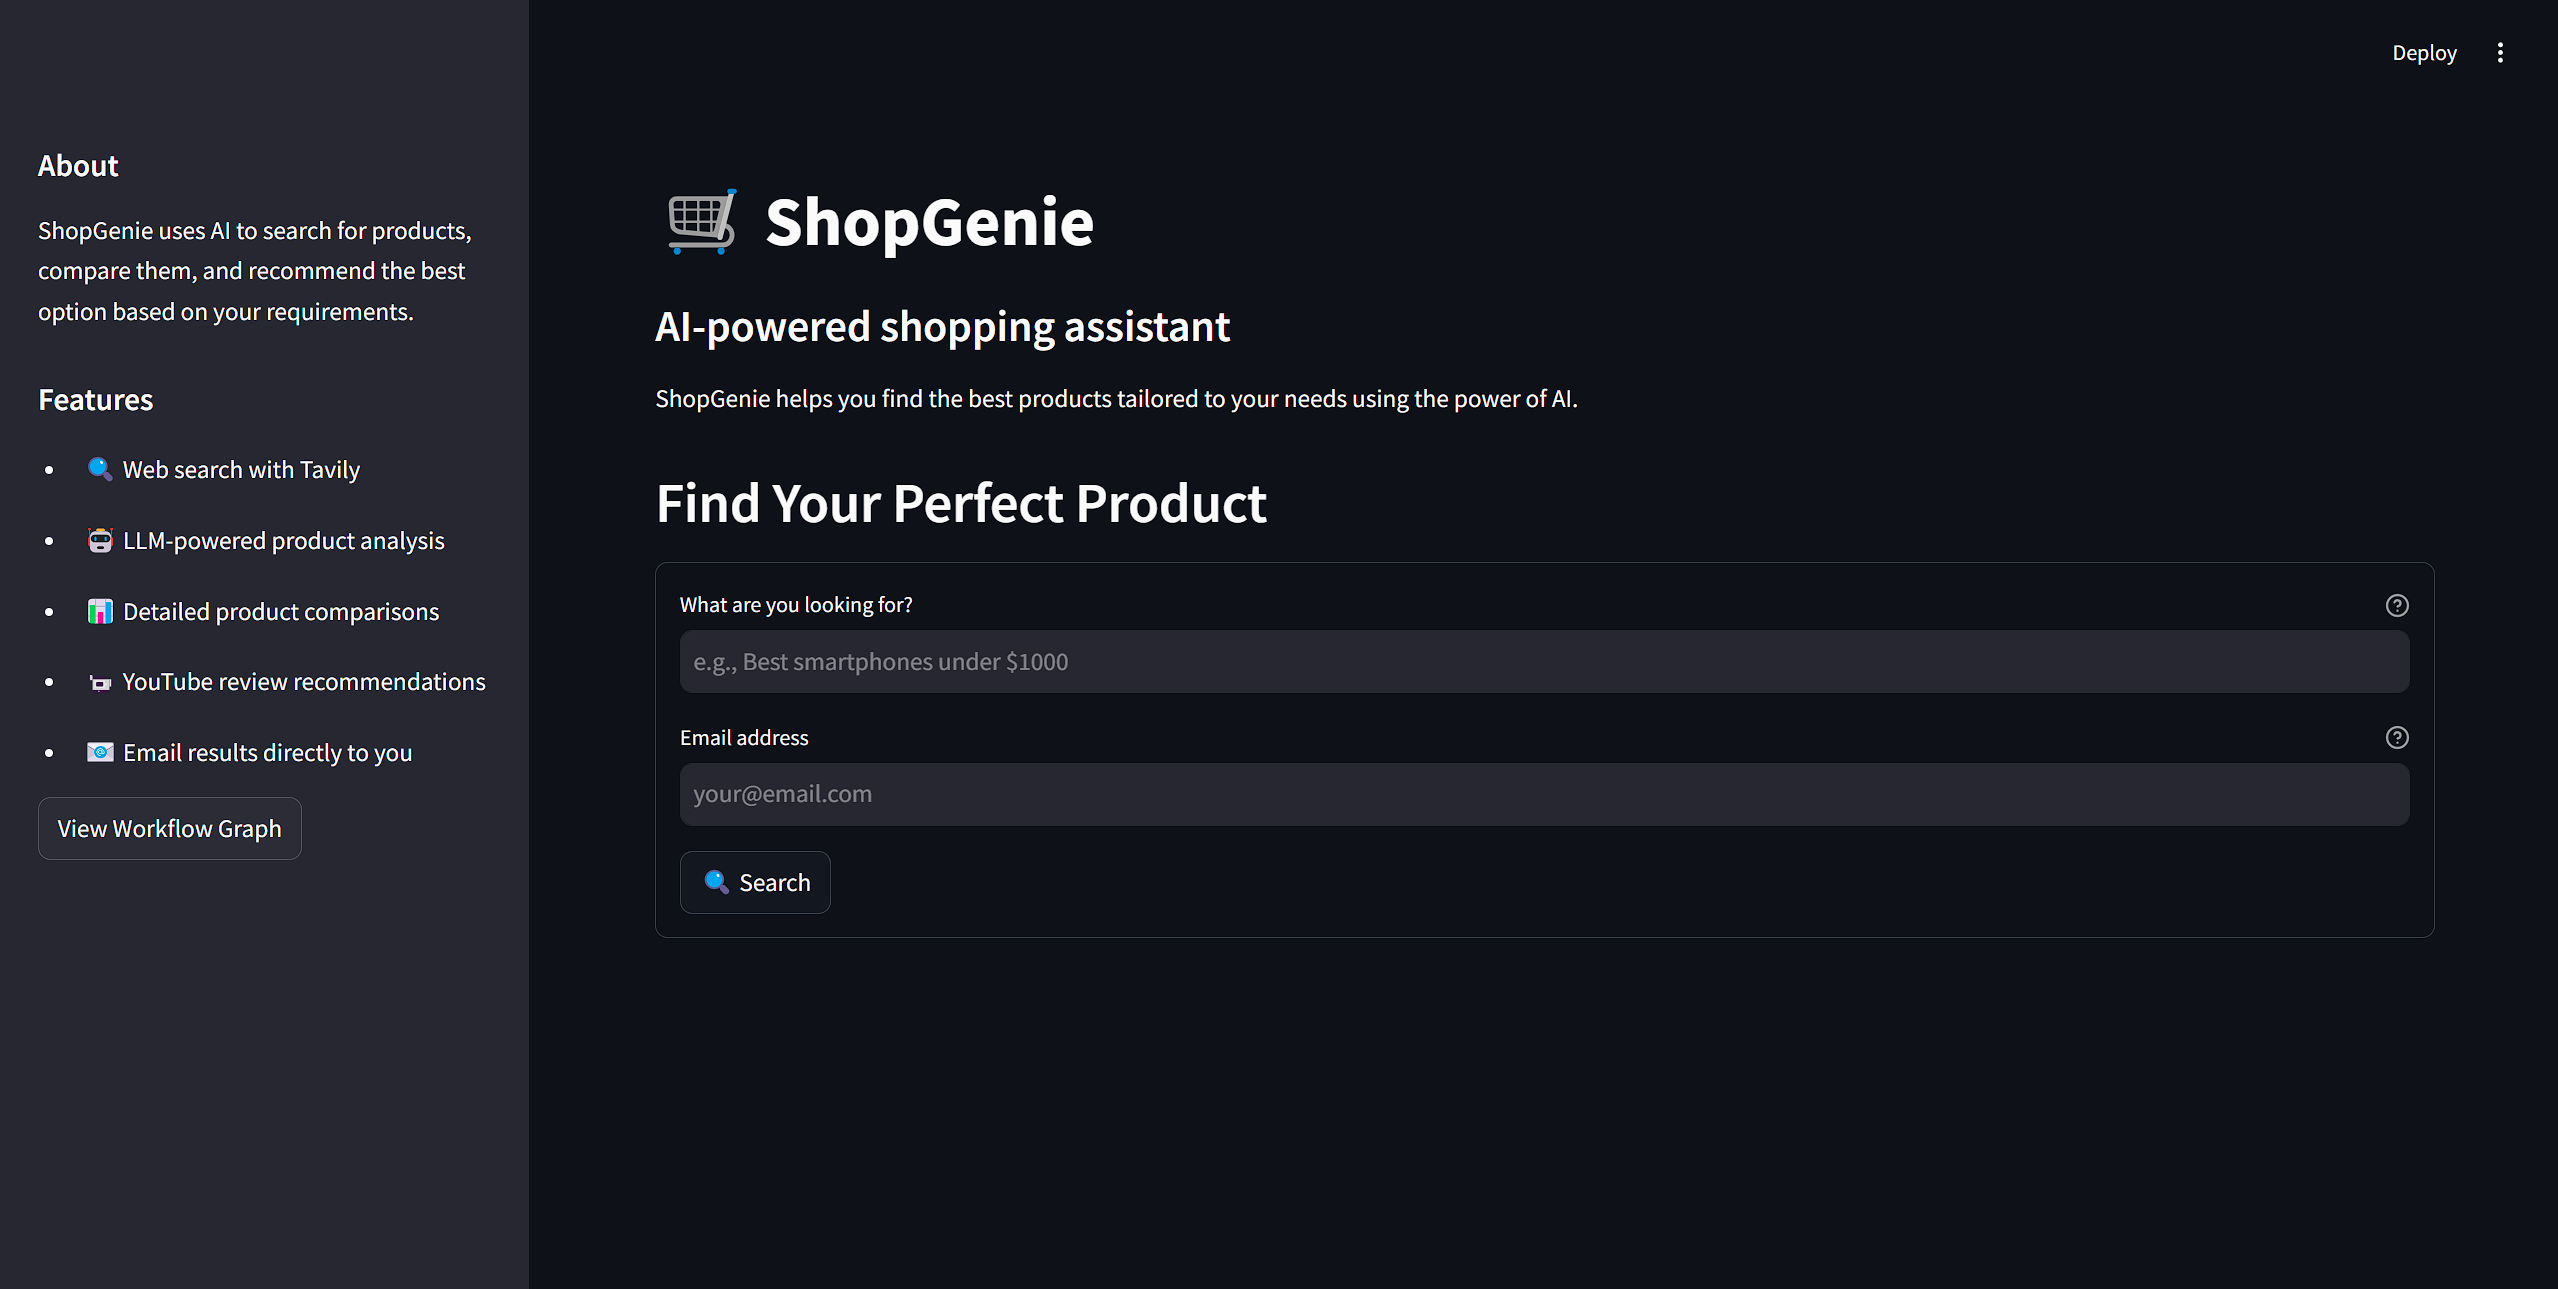 Deploy
About
ShopGenie uses AI to search for products,
compare them, and recommend the best
option based on your requirements.
Features
Web search with Tavily
LLM-powered product analysis
Detailed product comparisons
YouTube review recommendations
Email results directly to you
View Workflow Graph
ShopGenie
AI-powered shopping assistant
ShopGenie helps you find the best products tailored to your needs using the power of AI.
Find Your Perfect Product
What are you looking for?
e.g., Best smartphones under $1000
Email address
your@email.com
Search